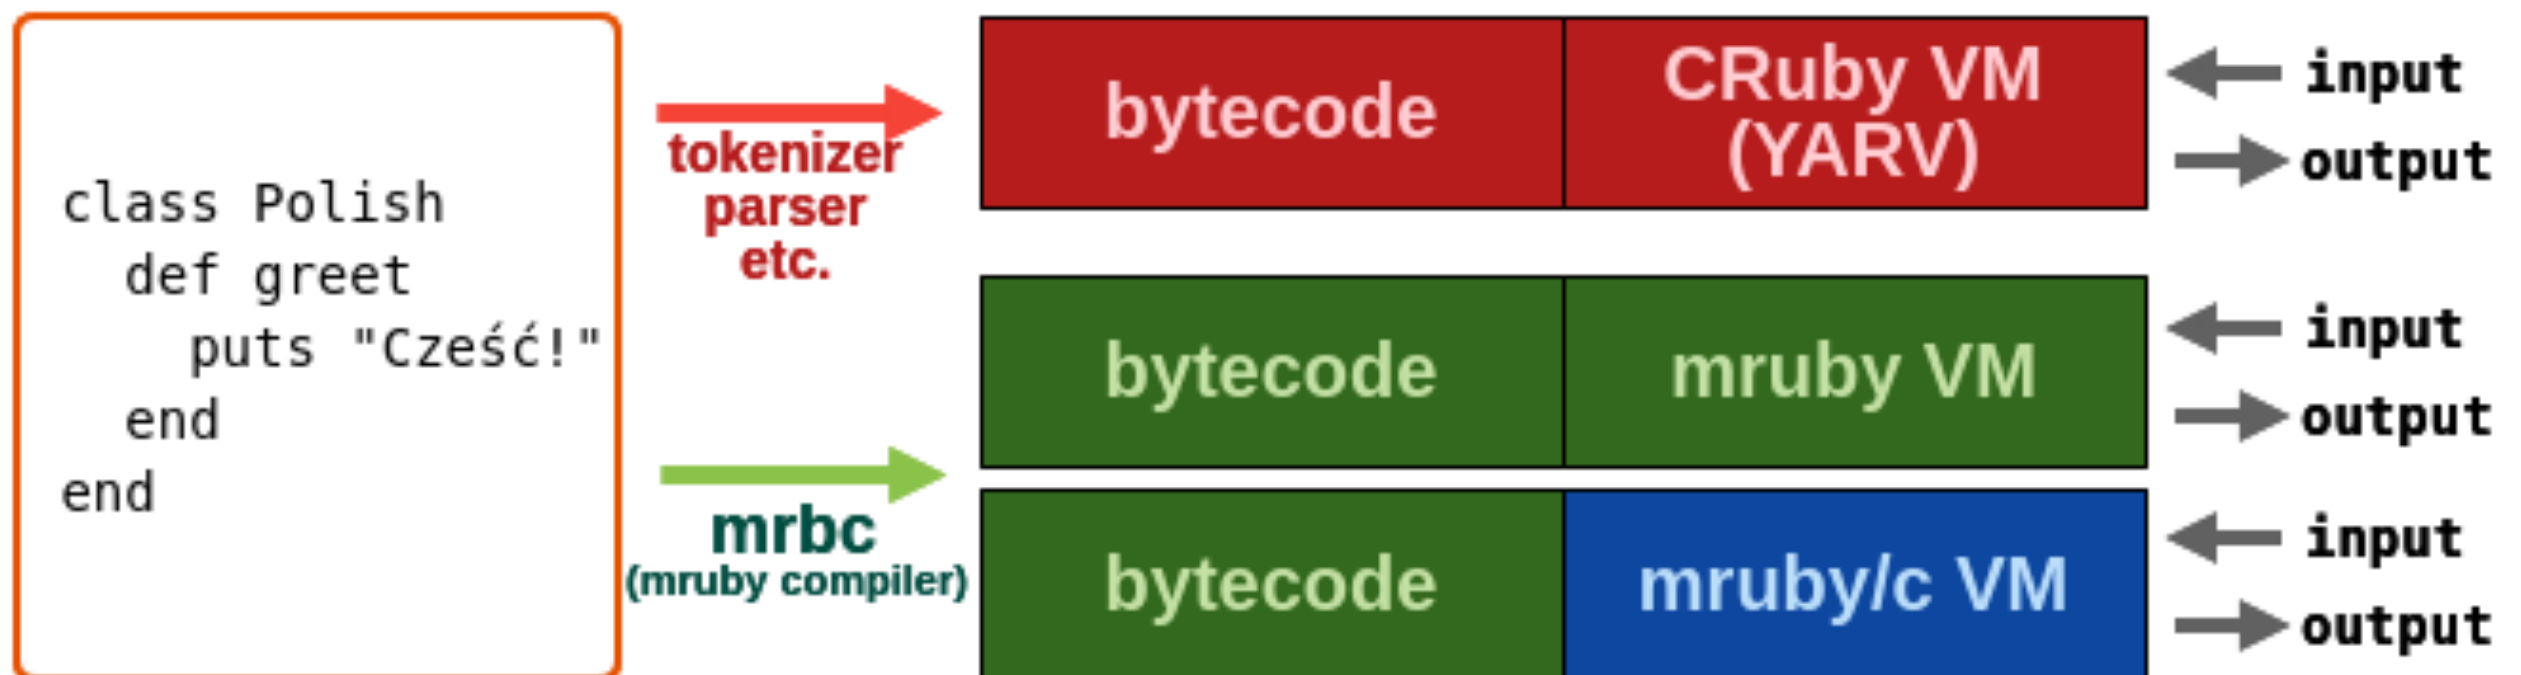 class Polish
  def greet
    puts "Cześć!"
  end
end
tokenizer
parser
etc.
mrbc
(mruby compiler)
bytecode
CRuby VM
(YARV)
input
output
bytecode
mruby VM
input
output
bytecode
mruby/c VM
input
output